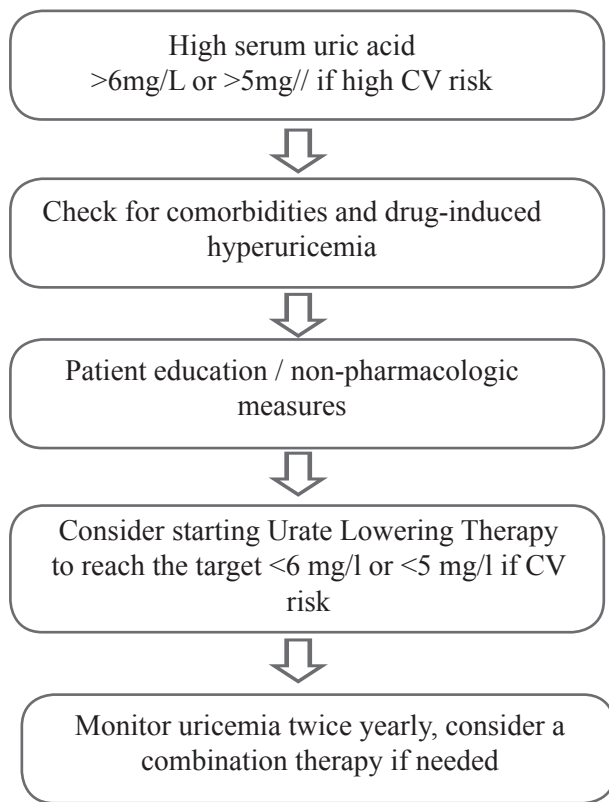 High serum uric acid
>6mg/L or >5mg// if high CV risk
Check for comorbidities and drug-induced
hyperuricemia
Patient education / non-pharmacologic
measures
Consider starting Urate Lowering Therapy
to reach the target <6 mg/l or <5 mg/l if CV
risk
Monitor uricemia twice yearly, consider a
combination therapy if needed